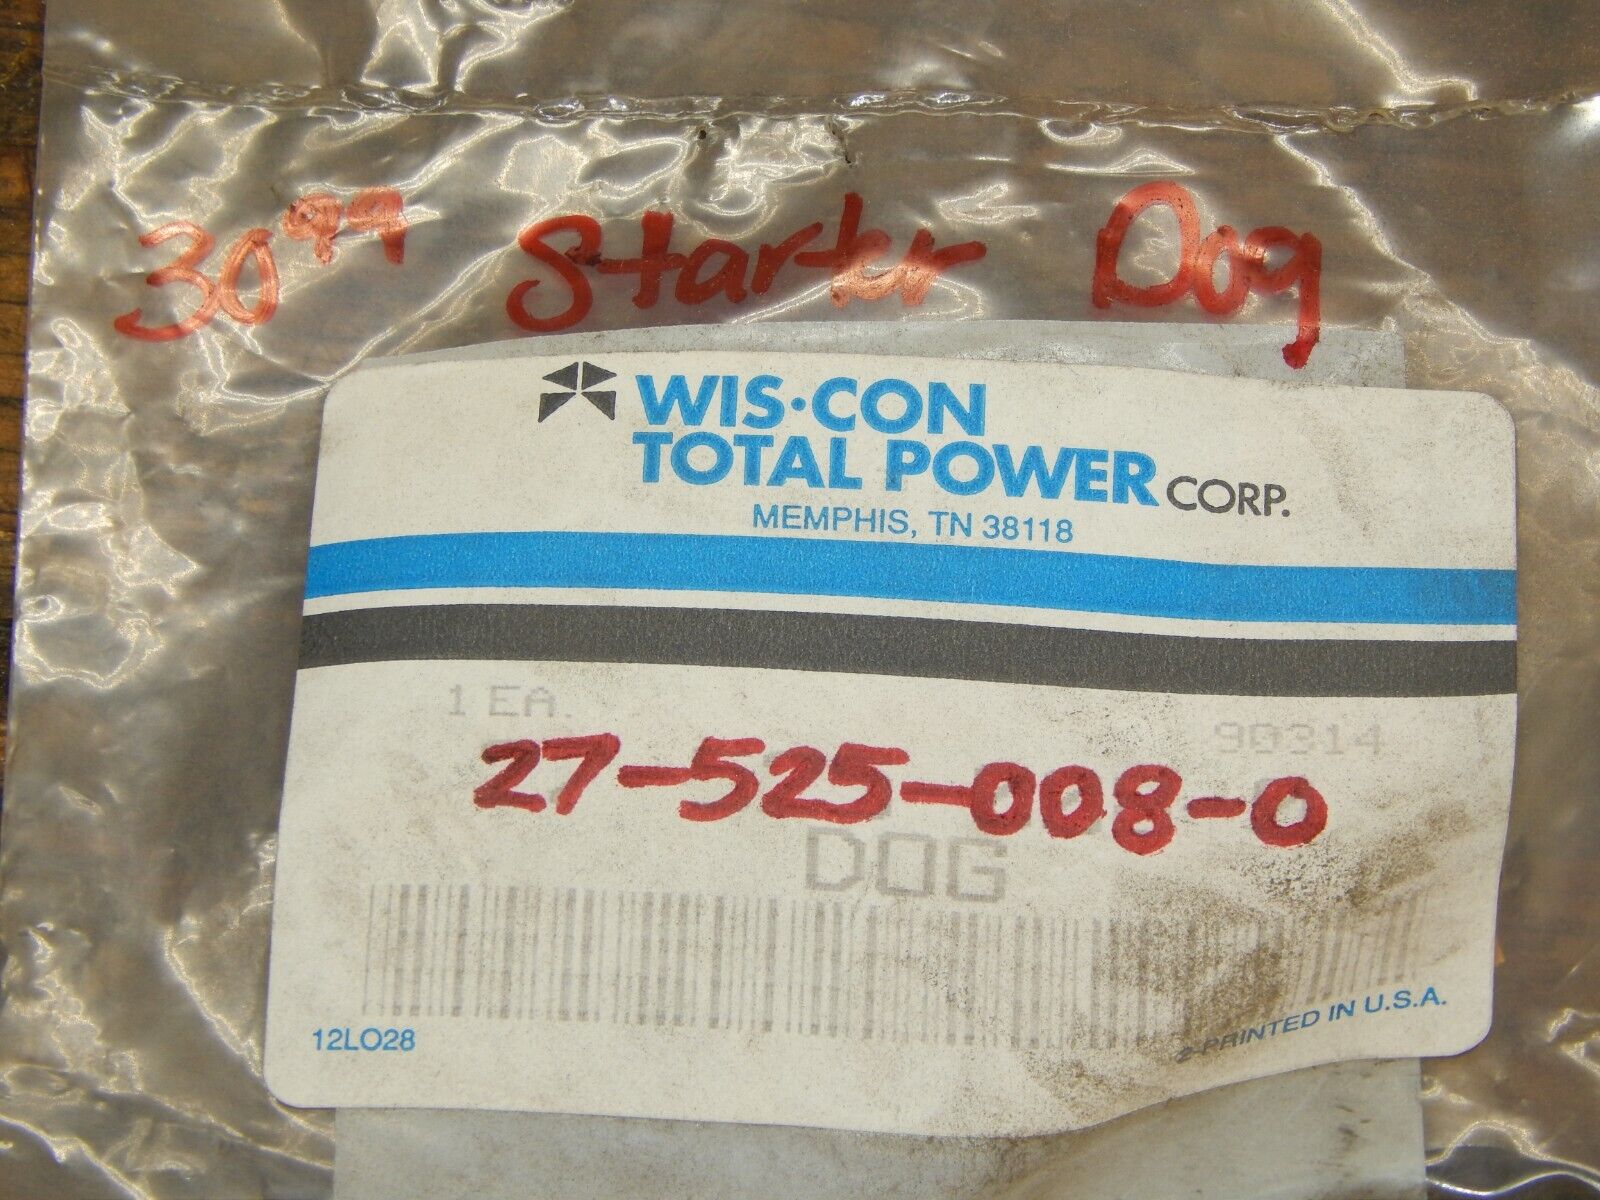 30⁹⁹ Starter Dog
WIS·CON
TOTAL POWER CORP.
MEMPHIS, TN 38118
1 EA.
90314
27-525-008-0
DOG
12LO28
PRINTED IN U.S.A.